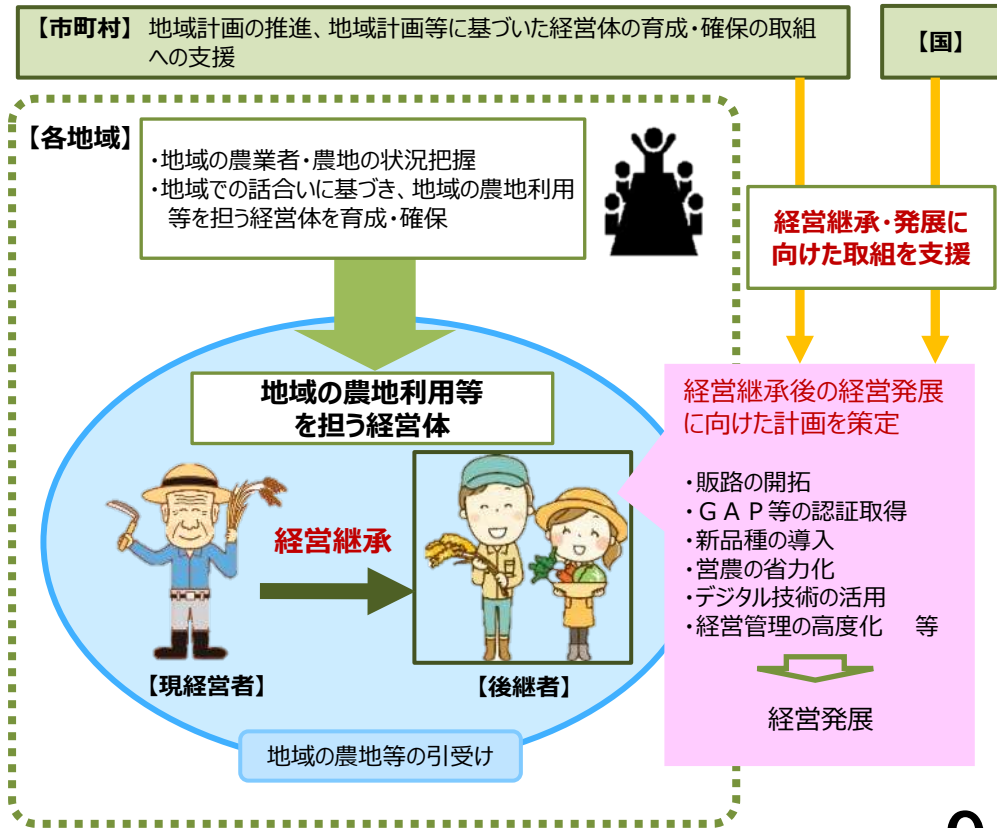 【市町村】 地域計画の推進、地域計画等に基づいた経営体の育成・確保の取組
への支援
【国】
【各地域】
・地域の農業者・農地の状況把握
・地域での話合いに基づき、地域の農地利用
等を担う経営体を育成・確保
経営継承・発展に
向けた取組を支援
地域の農地利用等
を担う経営体
経営継承
【現経営者】
【後継者】
地域の農地等の引受け
経営継承後の経営発展
に向けた計画を策定
・販路の開拓
・ＧＡＰ等の認証取得
・新品種の導入
・営農の省力化
・デジタル技術の活用
・経営管理の高度化　等
経営発展